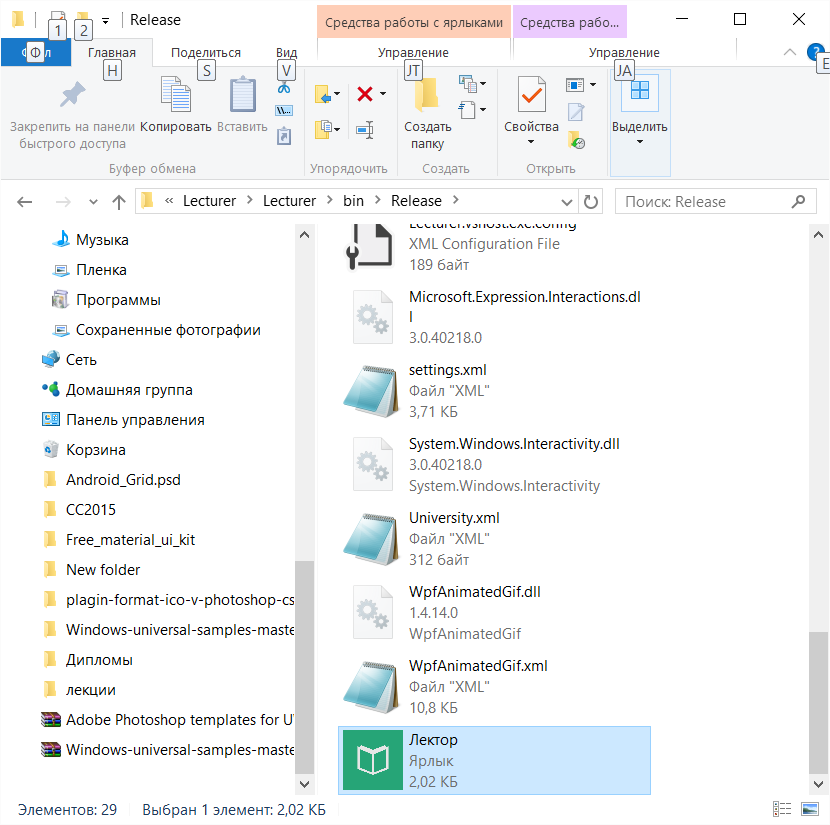 Release
Средства работы с ярлыками
Средства рабо...
1
2
Ф
Главная
Поделиться
Вид
Управление
Управление
H
S
V
JT
JA
E
Закрепить на панели
быстрого доступа
Копировать
Вставить
Создать
папку
Свойства
Выделить
Буфер обмена
Упорядочить
Создать
Открыть
« Lecturer > Lecturer > bin > Release >
Поиск: Release
Музыка
Пленка
Программы
Сохраненные фотографии
Сеть
Домашняя группа
Панель управления
Корзина
Android_Grid.psd
CC2015
Free_material_ui_kit
New folder
plagin-format-ico-v-photoshop-cs
Windows-universal-samples-maste
Дипломы
лекции
Adobe Photoshop templates for U
Windows-universal-samples-maste
Lecturer.vshost.exe.config
XML Configuration File
189 байт
Microsoft.Expression.Interactions.dl
l
3.0.40218.0
settings.xml
Файл "XML"
3,71 КБ
System.Windows.Interactivity.dll
3.0.40218.0
System.Windows.Interactivity
University.xml
Файл "XML"
312 байт
WpfAnimatedGif.dll
1.4.14.0
WpfAnimatedGif
WpfAnimatedGif.xml
Файл "XML"
10,8 КБ
Лектор
Ярлык
2,02 КБ
Элементов: 29
Выбран 1 элемент: 2,02 КБ